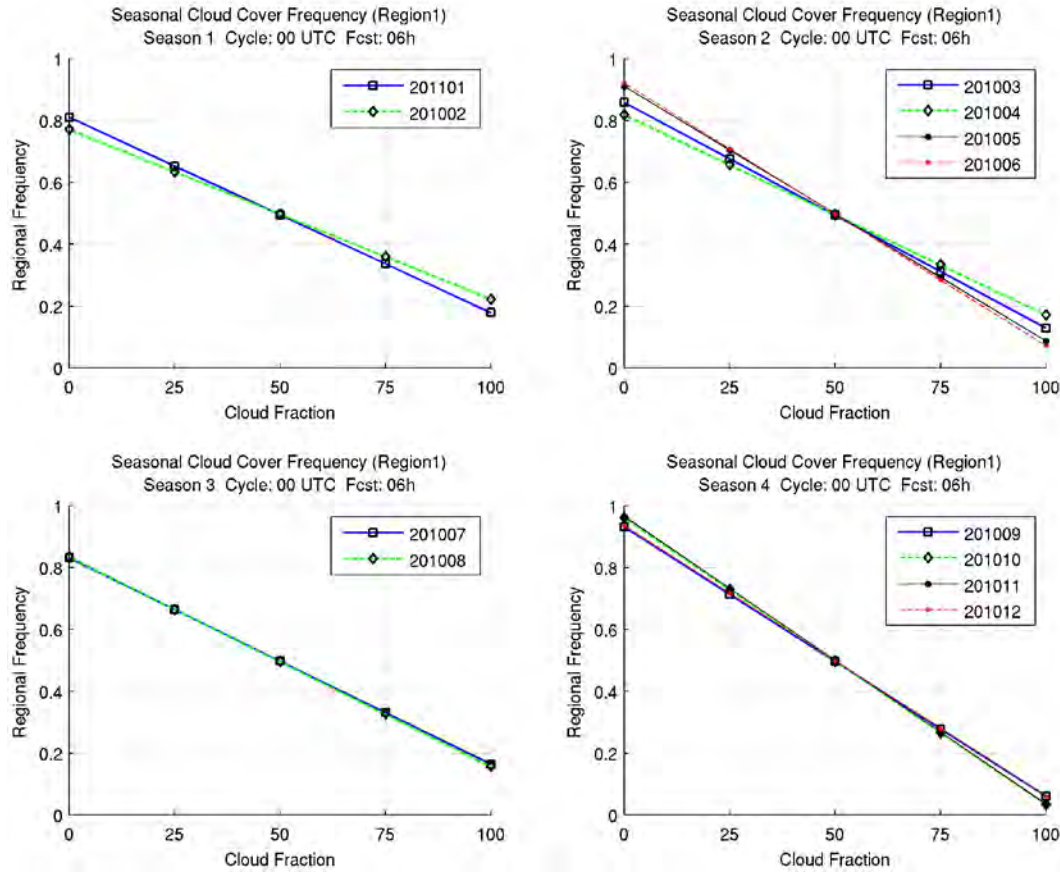 Seasonal Cloud Cover Frequency (Region1)
Season 1 Cycle: 00 UTC Fcst: 06h
1
0.8
0.6
0.4
0.2
0
Regional Frequency
201101
201002
0 25 50 75 100
Cloud Fraction
Seasonal Cloud Cover Frequency (Region1)
Season 2 Cycle: 00 UTC Fcst: 06h
1
0.8
0.6
0.4
0.2
0
Regional Frequency
201003
201004
201005
201006
0 25 50 75 100
Cloud Fraction
Seasonal Cloud Cover Frequency (Region1)
Season 3 Cycle: 00 UTC Fcst: 06h
1
0.8
0.6
0.4
0.2
0
Regional Frequency
201007
201008
0 25 50 75 100
Cloud Fraction
Seasonal Cloud Cover Frequency (Region1)
Season 4 Cycle: 00 UTC Fcst: 06h
1
0.8
0.6
0.4
0.2
0
Regional Frequency
201009
201010
201011
201012
0 25 50 75 100
Cloud Fraction